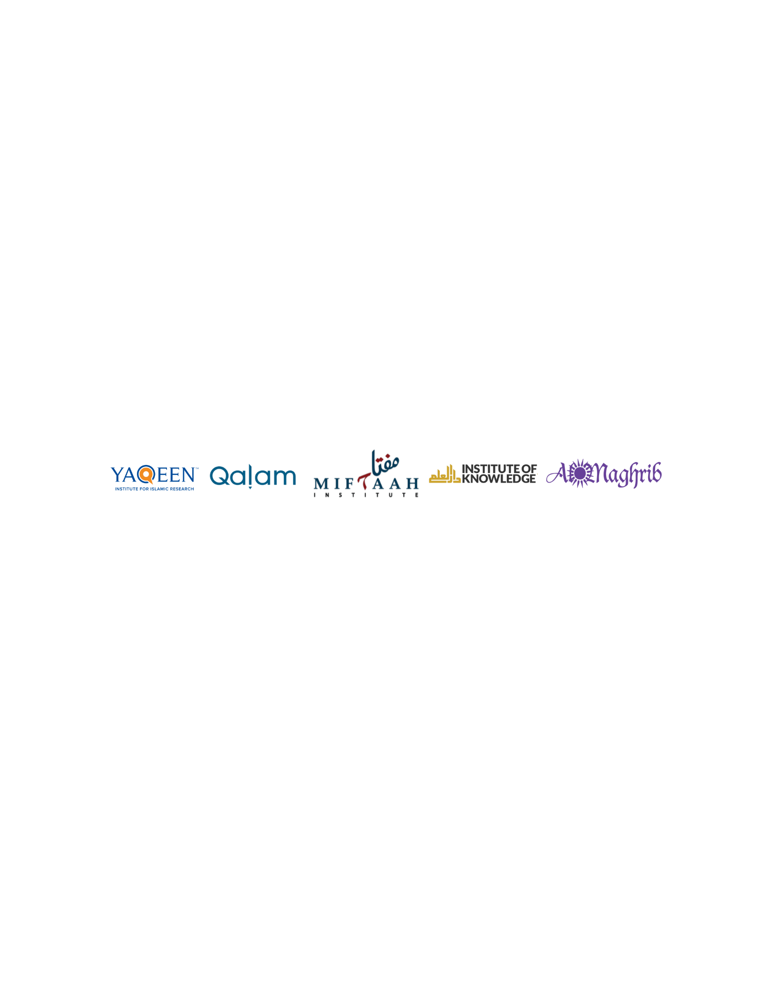 YAQEEN™
INSTITUTE FOR ISLAMIC RESEARCH
Qalam
مفتا
MIFTAAH
INSTITUTE
دار العلم
INSTITUTE OF
KNOWLEDGE
AlMaghrib